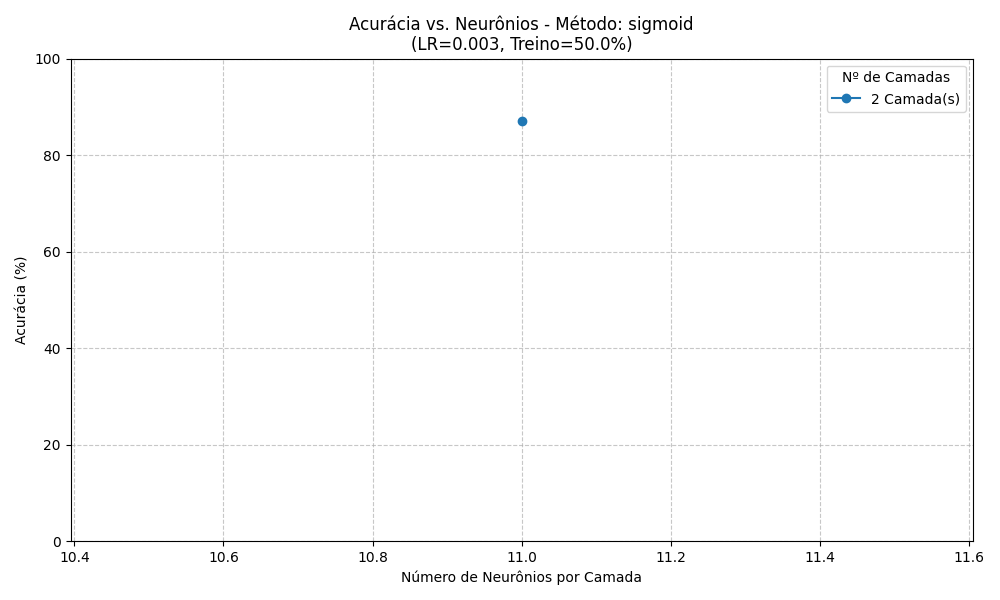 Acurácia vs. Neurônios - Método: sigmoid
(LR=0.003, Treino=50.0%)
Nº de Camadas
2 Camada(s)
Acurácia (%)
100
80
60
40
20
0
10.4 10.6 10.8 11.0 11.2 11.4 11.6
Número de Neurônios por Camada